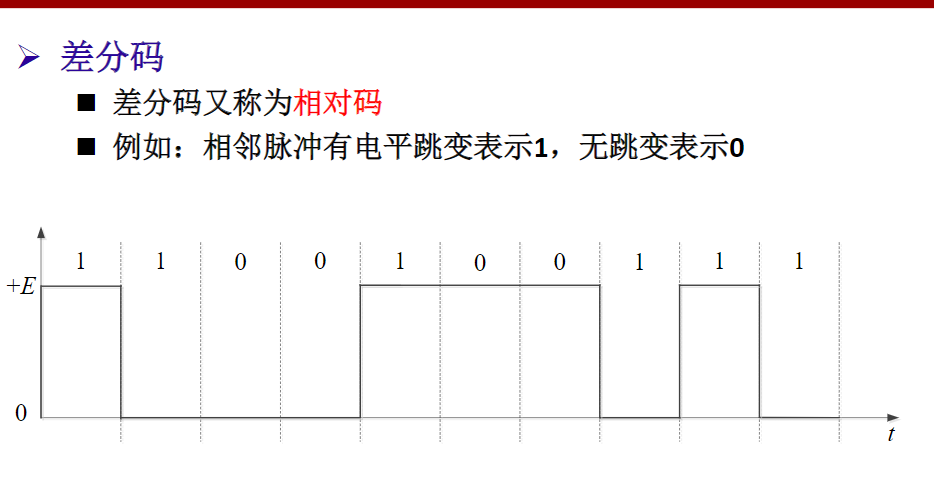 差分码
差分码又称为相对码
例如：相邻脉冲有电平跳变表示1，无跳变表示0
1 1 0 0 1 0 0 1 1 1
+E
0
t